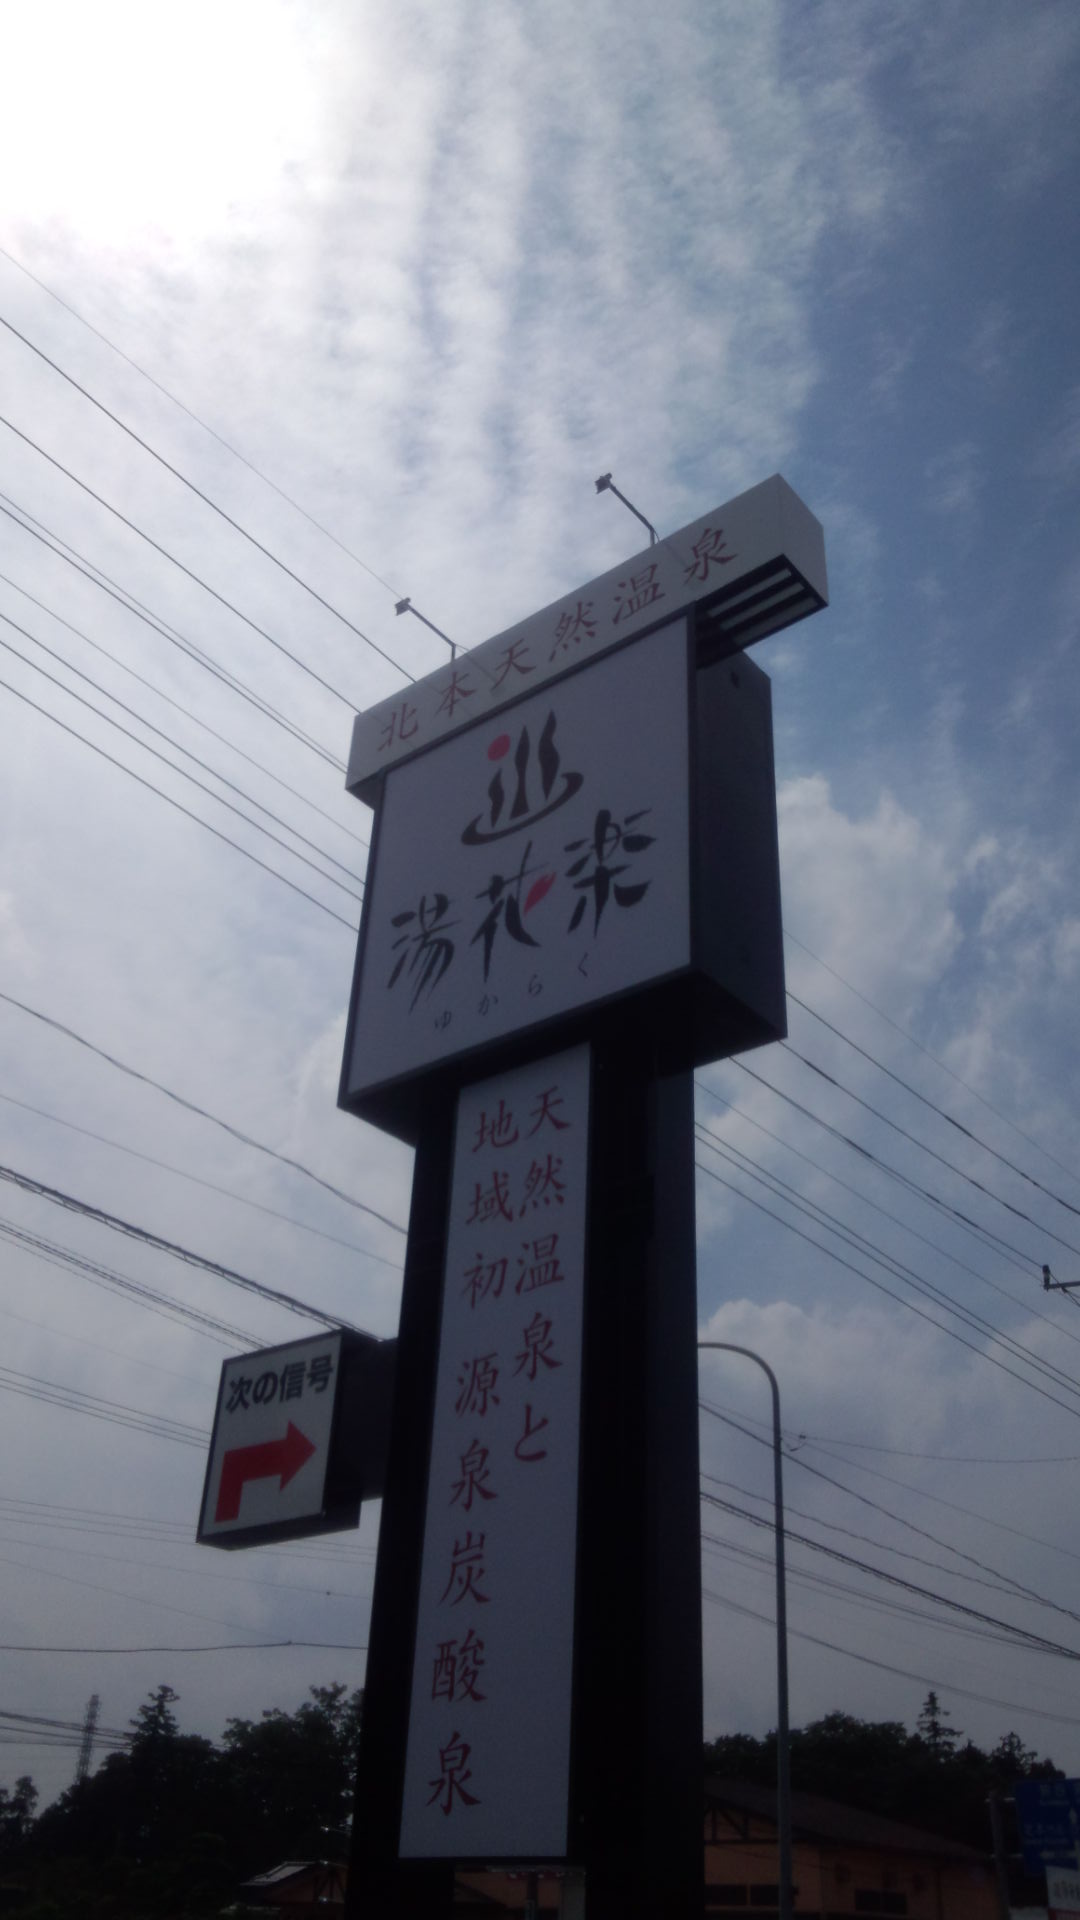 北本天然温泉
湯花楽
ゆからく
天然温泉と
地域初 源泉炭酸泉
次の信号